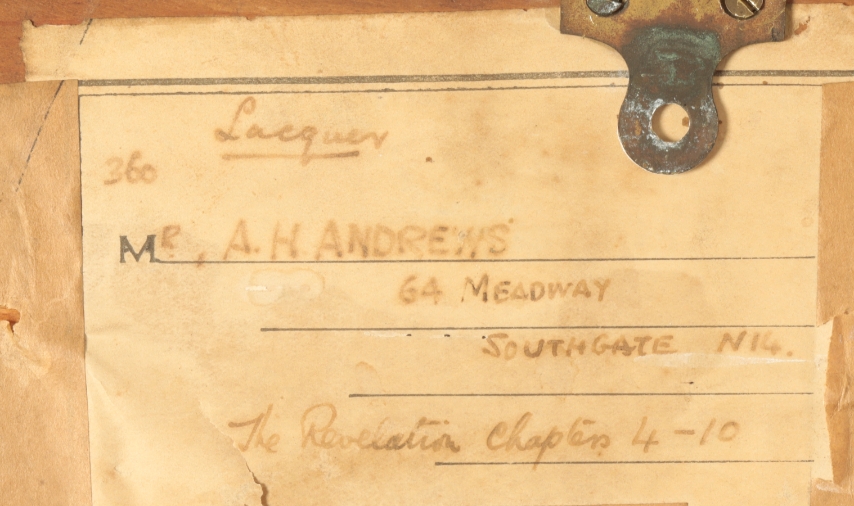 Lacquer
360
MR, A. H. ANDREWS
64 MEADWAY
SOUTHGATE N14.
The Revelation Chapters 4-10